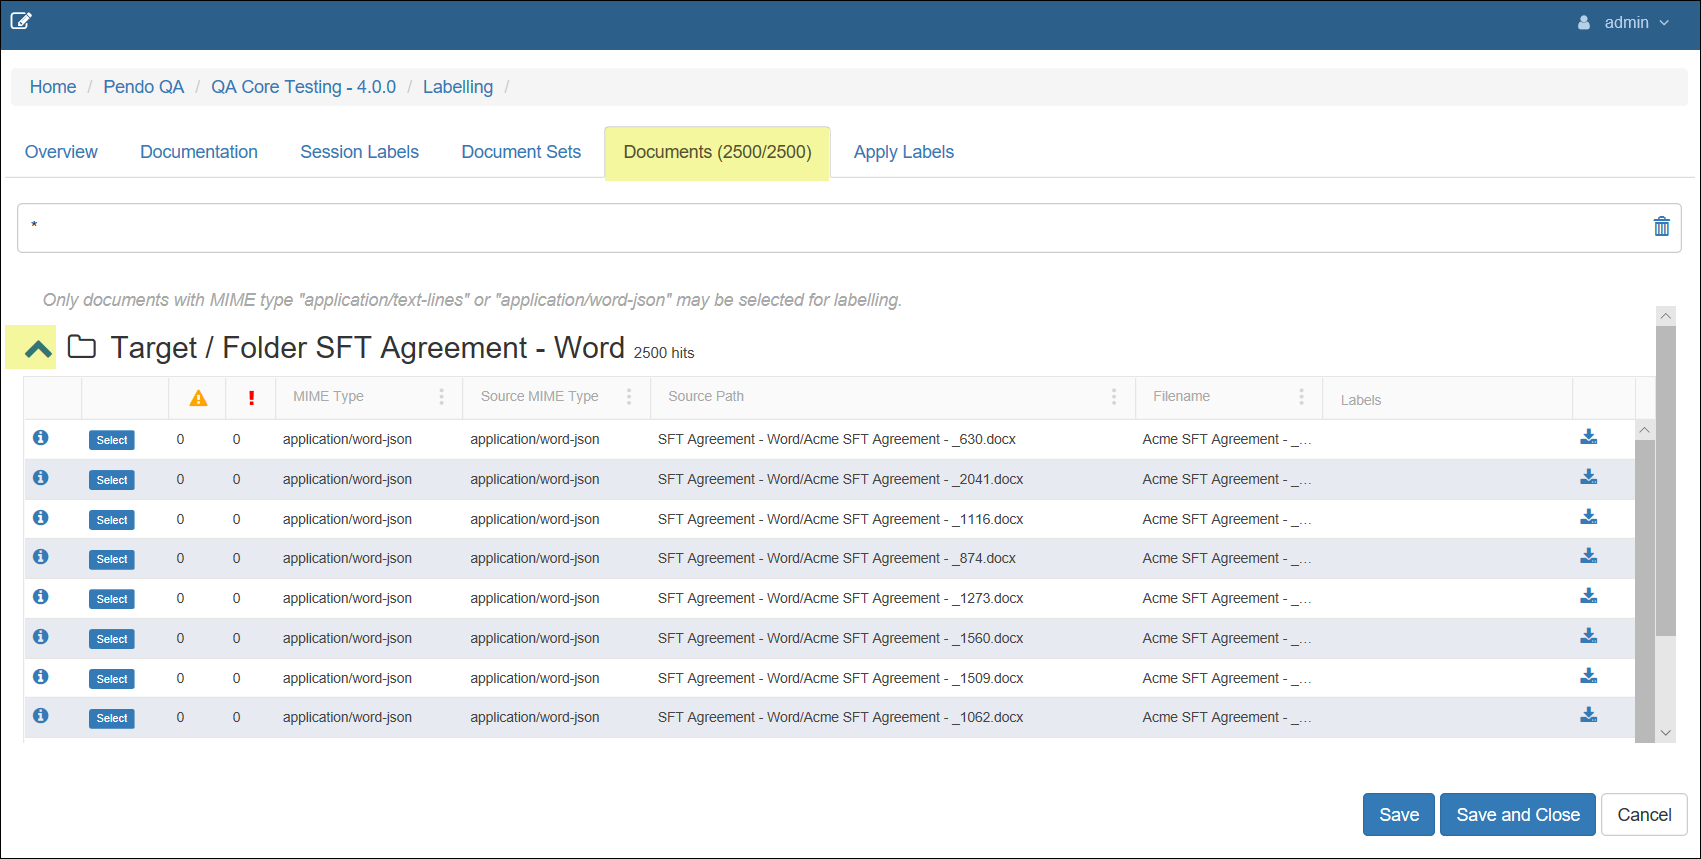 admin
Home / Pendo QA / QA Core Testing - 4.0.0 / Labelling /
Overview Documentation Session Labels Document Sets Documents (2500/2500) Apply Labels
*
Only documents with MIME type "application/text-lines" or "application/word-json" may be selected for labelling.
Target / Folder SFT Agreement - Word 2500 hits
MIME Type Source MIME Type Source Path Filename Labels
Select 0 0 application/word-json application/word-json SFT Agreement - Word/Acme SFT Agreement - _630.docx Acme SFT Agreement - _...
Select 0 0 application/word-json application/word-json SFT Agreement - Word/Acme SFT Agreement - _2041.docx Acme SFT Agreement - _...
Select 0 0 application/word-json application/word-json SFT Agreement - Word/Acme SFT Agreement - _1116.docx Acme SFT Agreement - _...
Select 0 0 application/word-json application/word-json SFT Agreement - Word/Acme SFT Agreement - _874.docx Acme SFT Agreement - _...
Select 0 0 application/word-json application/word-json SFT Agreement - Word/Acme SFT Agreement - _1273.docx Acme SFT Agreement - _...
Select 0 0 application/word-json application/word-json SFT Agreement - Word/Acme SFT Agreement - _1560.docx Acme SFT Agreement - _...
Select 0 0 application/word-json application/word-json SFT Agreement - Word/Acme SFT Agreement - _1509.docx Acme SFT Agreement - _...
Select 0 0 application/word-json application/word-json SFT Agreement - Word/Acme SFT Agreement - _1062.docx Acme SFT Agreement - _...
Save Save and Close Cancel